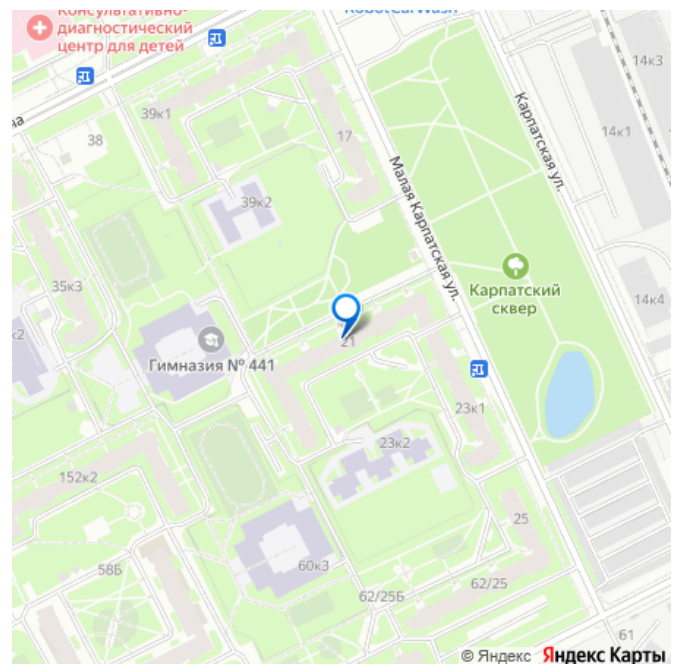 Консультативно-
диагностический
центр для детей
RobotCarWash
14к3
39к1
38
17
14к1
Карпатская ул.
Малая Карпатская ул.
на
39к2
35к3
Карпатский
сквер
14к4
к2
Гимназия № 441
21
23к1
23к2
152к2
25
60к3
58Б
62/25Б
62/25
61
© Яндекс Яндекс Карты